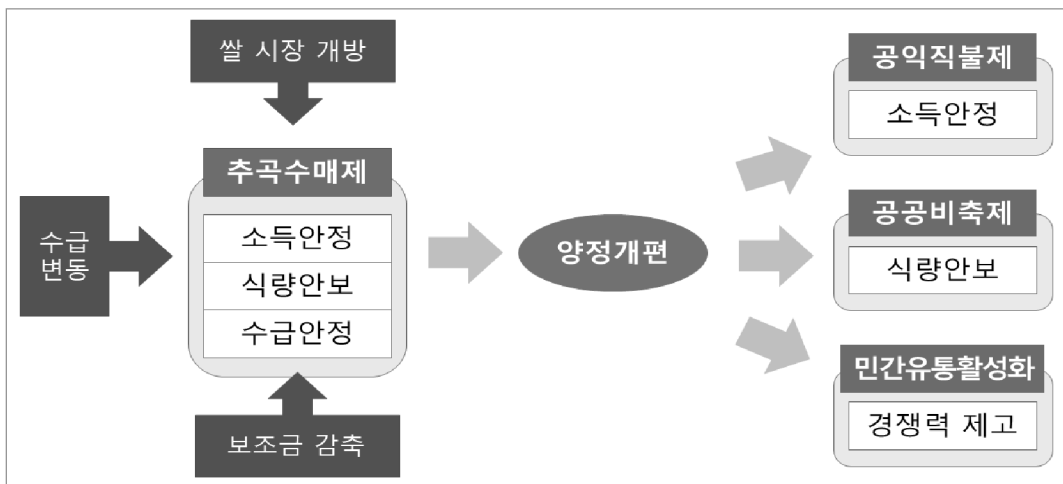 쌀 시장 개방
수급
변동
추곡수매제
소득안정
식량안보
수급안정
보조금 감축
양정개편
공익직불제
소득안정
공공비축제
식량안보
민간유통활성화
경쟁력 제고